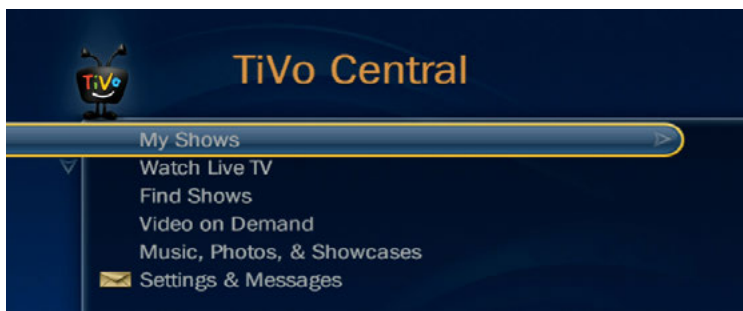 TiVo
TiVo Central
My Shows
Watch Live TV
Find Shows
Video on Demand
Music, Photos, & Showcases
Settings & Messages